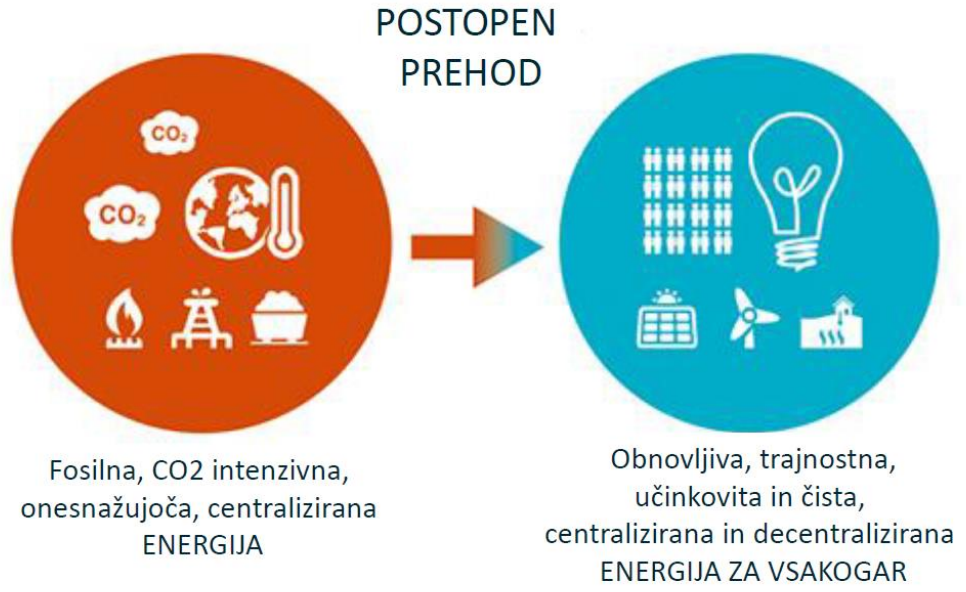 POSTOPEN
PREHOD
CO₂
CO₂
Fosilna, CO2 intenzivna,
onesnažujoča, centralizirana
ENERGIJA
Obnovljiva, trajnostna,
učinkovita in čista,
centralizirana in decentralizirana
ENERGIJA ZA VSAKOGAR